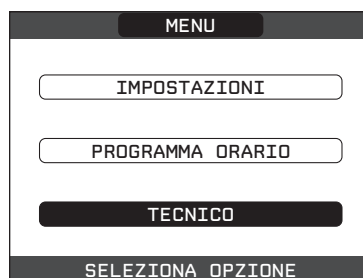 MENU
IMPOSTAZIONI
PROGRAMMA ORARIO
TECNICO
SELEZIONA OPZIONE